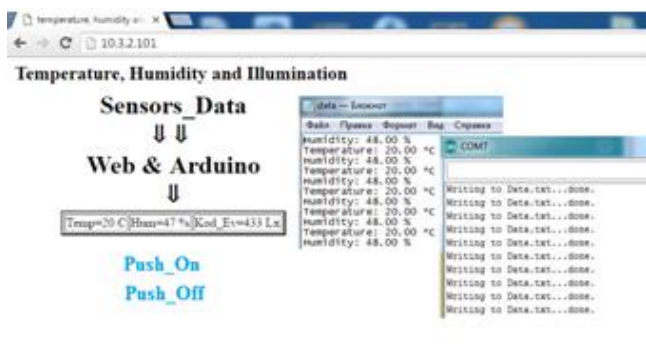 temperature, humidity a
10.3.2.101
Temperature, Humidity and Illumination
Sensors_Data
⇓ ⇓
Web & Arduino
⇓
Temp=20 C Hum=47 % Kod_Ev=433 Lx
Push_On
Push_Off
data — Блокнот
Файл Правка Формат Вид Справка
Humidity: 48.00 %
Temperature: 20.00 °C
Humidity: 48.00 %
Temperature: 20.00 °C
Humidity: 48.00 %
Temperature: 20.00 °C
Humidity: 48.00 %
Temperature: 20.00 °C
Humidity: 48.00 %
Temperature: 20.00 °C
Humidity: 48.00 %
COM7
Writing to Data.txt...done.
Writing to Data.txt...done.
Writing to Data.txt...done.
Writing to Data.txt...done.
Writing to Data.txt...done.
Writing to Data.txt...done.
Writing to Data.txt...done.
Writing to Data.txt...done.
Writing to Data.txt...done.
Writing to Data.txt...done.